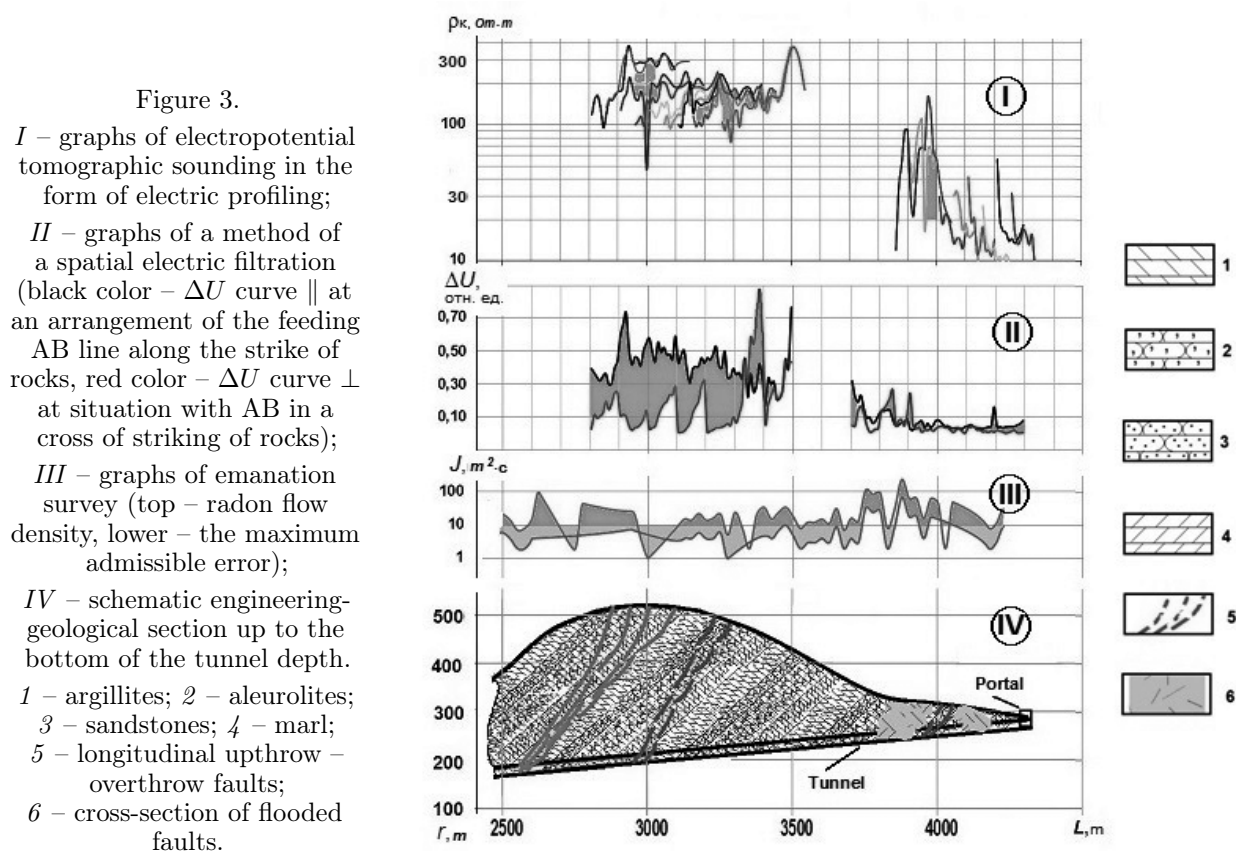 Figure 3.
I – graphs of electropotential
tomographic sounding in the
form of electric profiling;
II – graphs of a method of
a spatial electric filtration
(black color – ΔU curve ∥ at
an arrangement of the feeding
AB line along the strike of
rocks, red color – ΔU curve ⊥
at situation with AB in a
cross of striking of rocks);
III – graphs of emanation
survey (top – radon flow
density, lower – the maximum
admissible error);
IV – schematic engineering-
geological section up to the
bottom of the tunnel depth.
1 – argillites; 2 – aleurolites;
3 – sandstones; 4 – marl;
5 – longitudinal upthrow –
overthrow faults;
6 – cross-section of flooded
faults.
ρк, от-m
300
100
30
10
I
ΔU,
отн. ед.
0,70
0,50
0,30
0,10
II
J, m²·c
100
10
1
III
500
400
300
200
100
IV
Portal
Tunnel
r, m
2500
3000
3500
4000
L, m
1
2
3
4
5
6